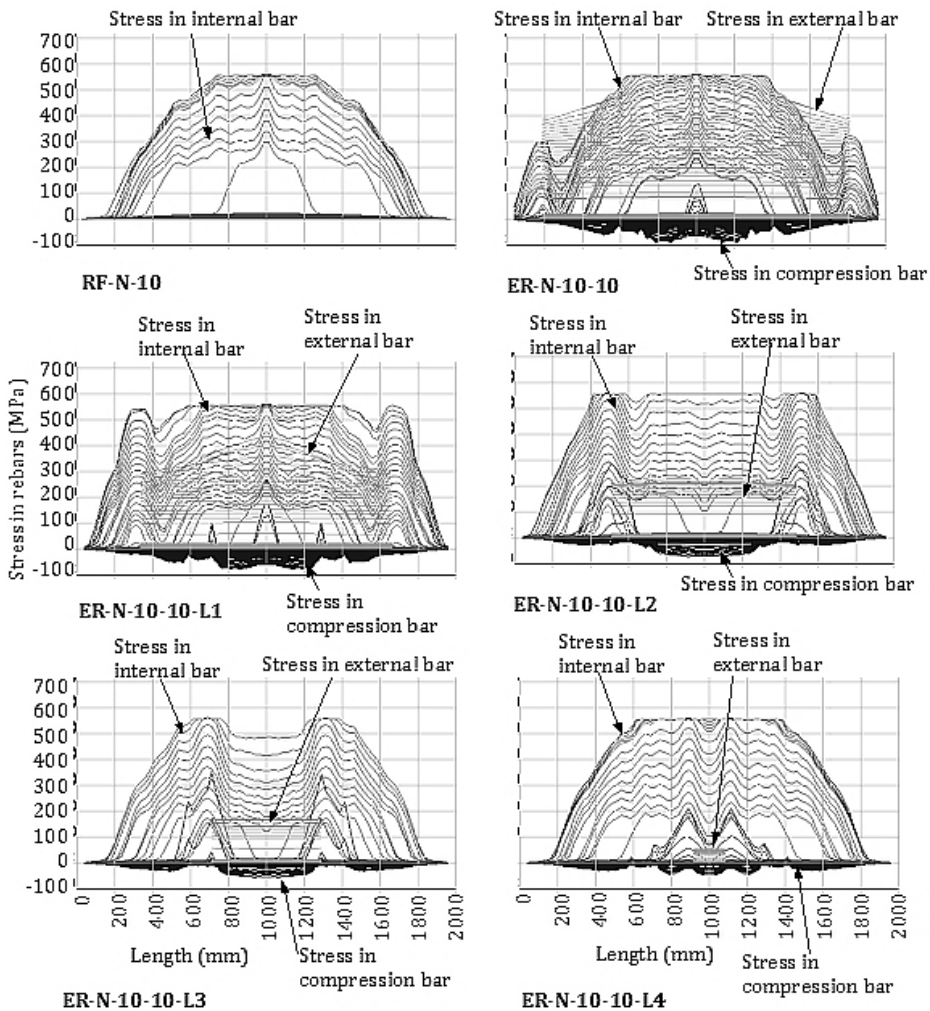 Stress in internal bar
700
600
500
400
300
200
100
0
-100
RF-N-10
Stress in internal bar
Stress in external bar
Stress in compression bar
ER-N-10-10
Stress in
internal bar
Stress in
external bar
Stress in rebars (MPa)
700
600
500
400
300
200
100
0
-100
Stress in
compression bar
ER-N-10-10-L1
Stress in
internal bar
Stress in
external bar
Stress in compression bar
ER-N-10-10-L2
Stress in
internal bar
Stress in external bar
700
600
500
400
300
200
100
0
-100
0
200
400
600
800
1000
1200
1400
1600
1800
2000
Length (mm)
Stress in
compression bar
ER-N-10-10-L3
Stress in
internal bar
Stress in
external bar
0
200
400
600
800
1000
1200
1400
1600
1800
2000
Length (mm)
Stress in
compression bar
ER-N-10-10-L4